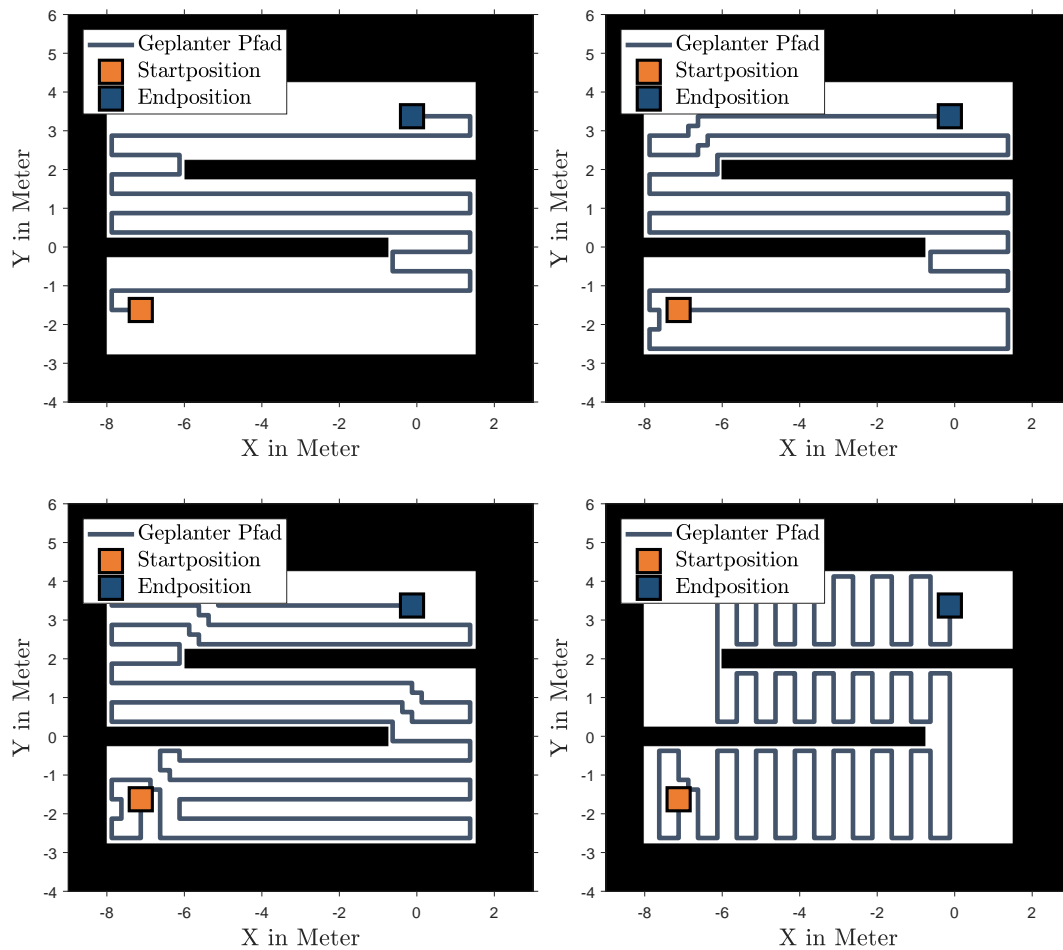 6
5
4
3
2
1
0
-1
-2
-3
-4
Y in Meter
Geplanter Pfad
Startposition
Endposition
-8 -6 -4 -2 0 2
X in Meter
6
5
4
3
2
1
0
-1
-2
-3
-4
Y in Meter
Geplanter Pfad
Startposition
Endposition
-8 -6 -4 -2 0 2
X in Meter
6
5
4
3
2
1
0
-1
-2
-3
-4
Y in Meter
Geplanter Pfad
Startposition
Endposition
-8 -6 -4 -2 0 2
X in Meter
6
5
4
3
2
1
0
-1
-2
-3
-4
Y in Meter
Geplanter Pfad
Startposition
Endposition
-8 -6 -4 -2 0 2
X in Meter